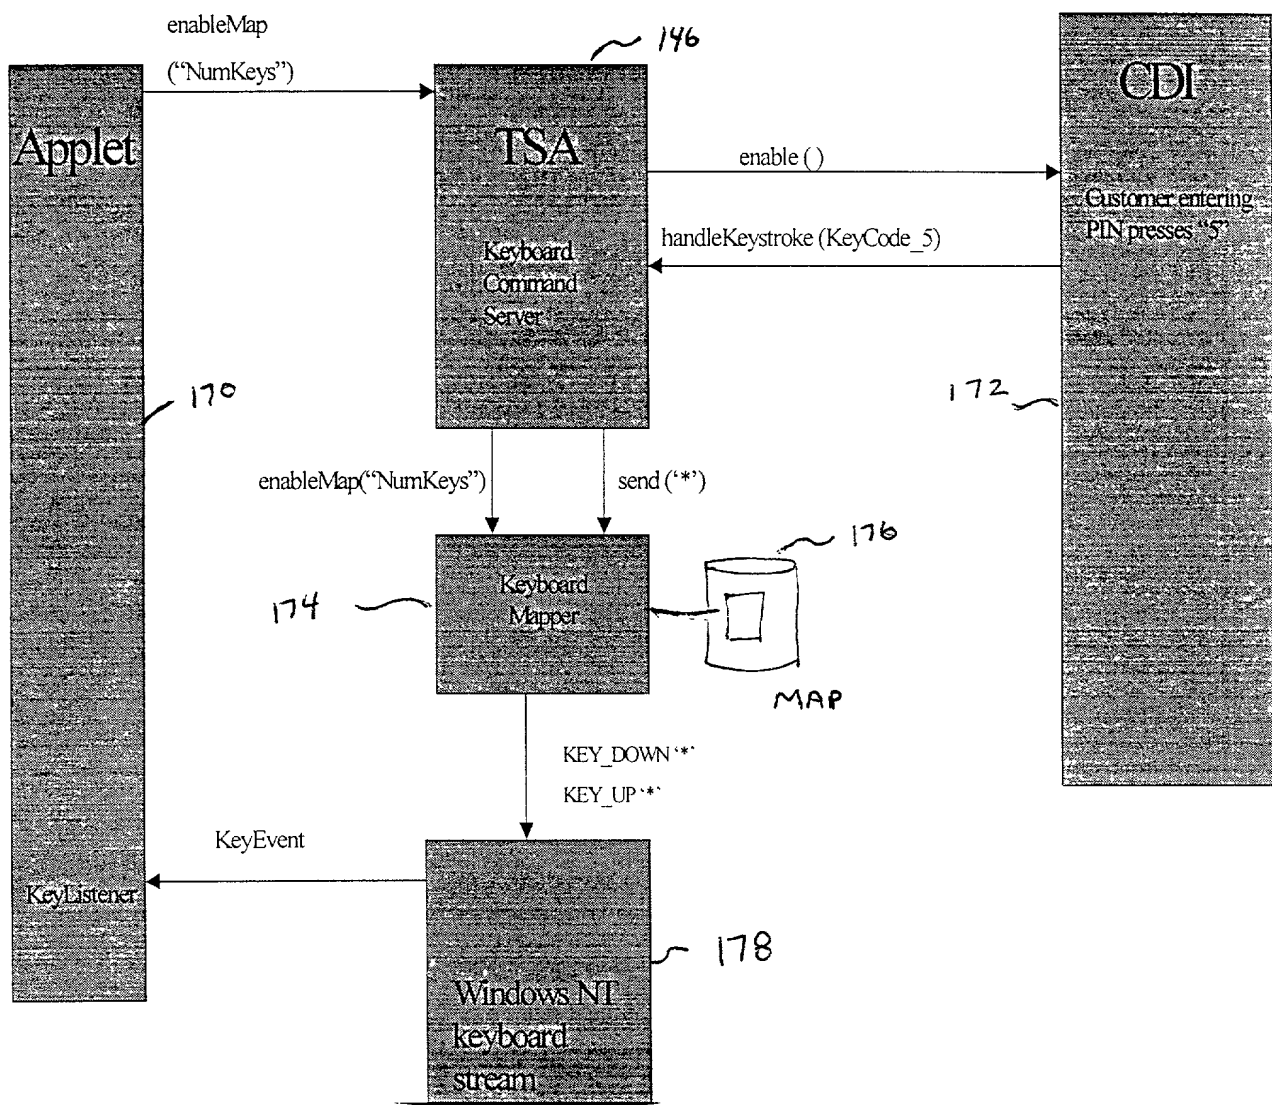 enableMap
("NumKeys")
146
Applet
TSA
CDI
enable ( )
Customer entering
PIN presses "5"
handleKeystroke (KeyCode_5)
Keyboard
Command
Server
170
172
enableMap("NumKeys")
send ('*')
176
Keyboard
Mapper
174
MAP
KEY_DOWN '*'
KEY_UP '*'
KeyEvent
KeyListener
178
Windows NT
keyboard
stream